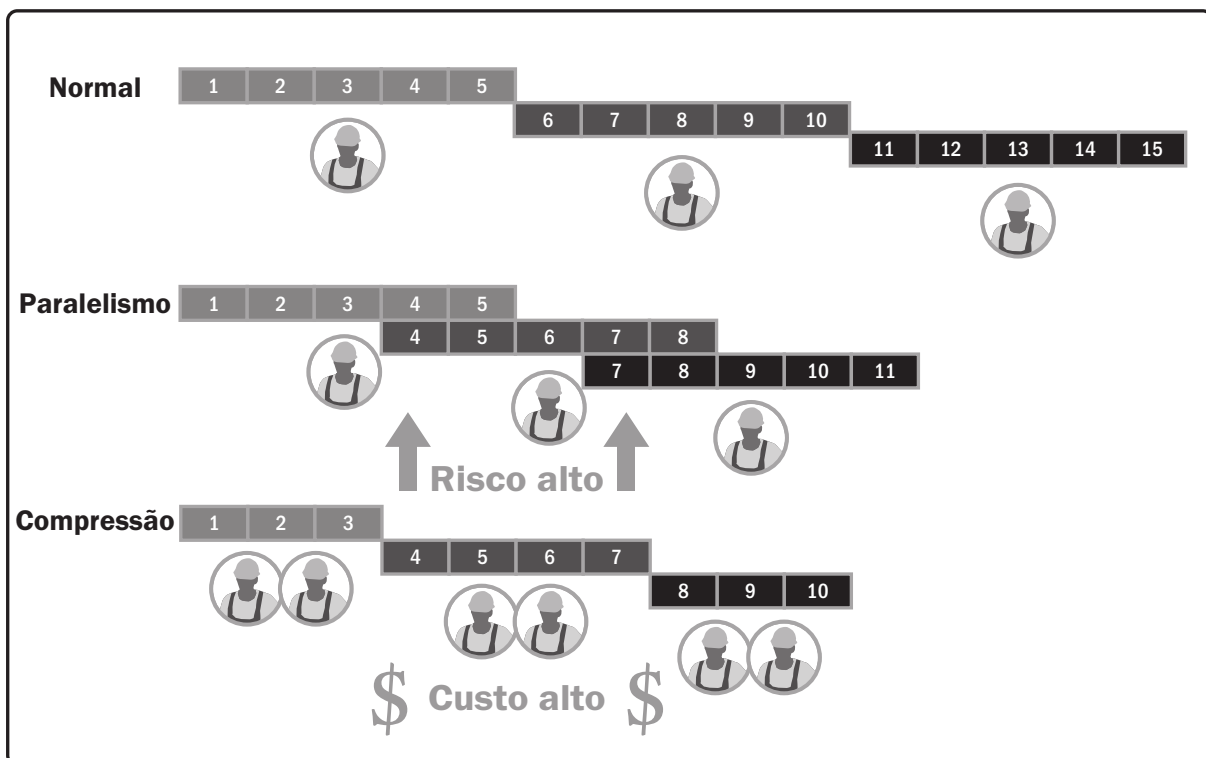 Normal 1 2 3 4 5
6 7 8 9 10
11 12 13 14 15
Paralelismo 1 2 3 4 5
4 5 6 7 8
7 8 9 10 11
Risco alto
Compressão 1 2 3
4 5 6 7
8 9 10
$ Custo alto $